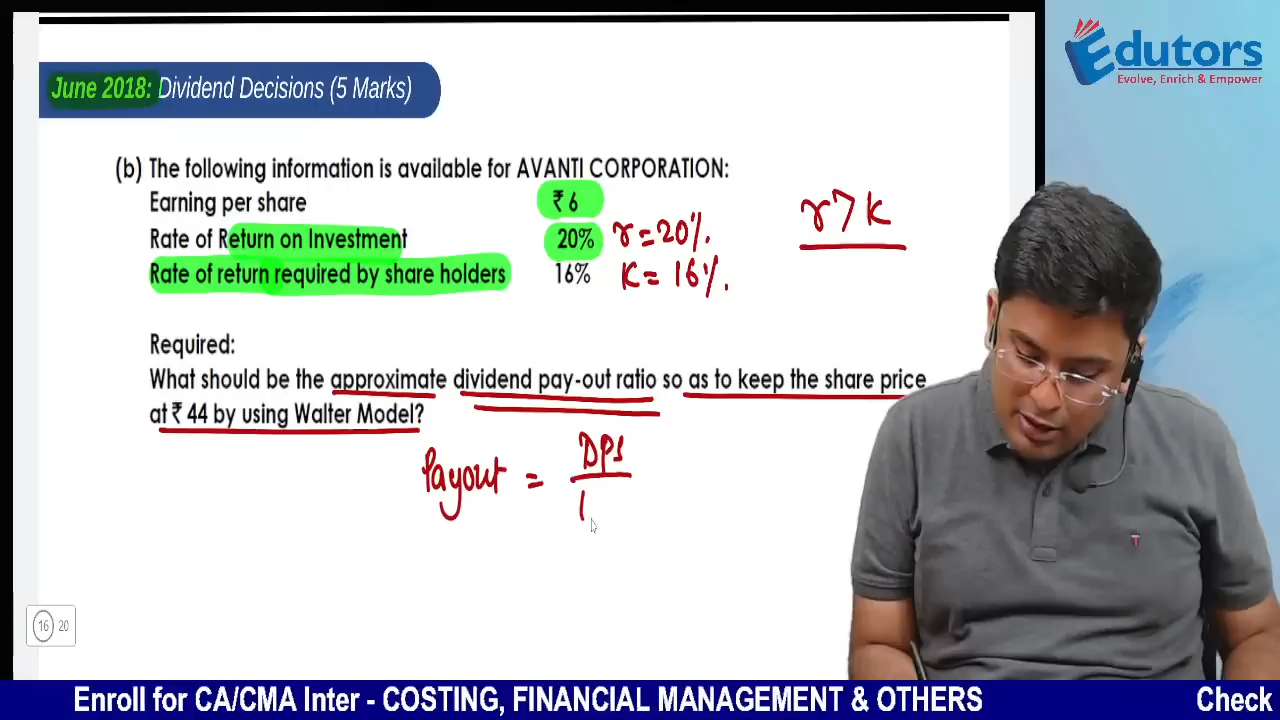 Edutors
Evolve, Enrich & Empower
June 2018: Dividend Decisions (5 Marks)
(b) The following information is available for AVANTI CORPORATION:
Earning per share ₹ 6
Rate of Return on Investment 20% r = 20%.
Rate of return required by share holders 16% K = 16%.
r > K
Required:
What should be the approximate dividend pay-out ratio so as to keep the share price
at ₹ 44 by using Walter Model?
Payout = DPS
16 20
Enroll for CA/CMA Inter - COSTING, FINANCIAL MANAGEMENT & OTHERS Check